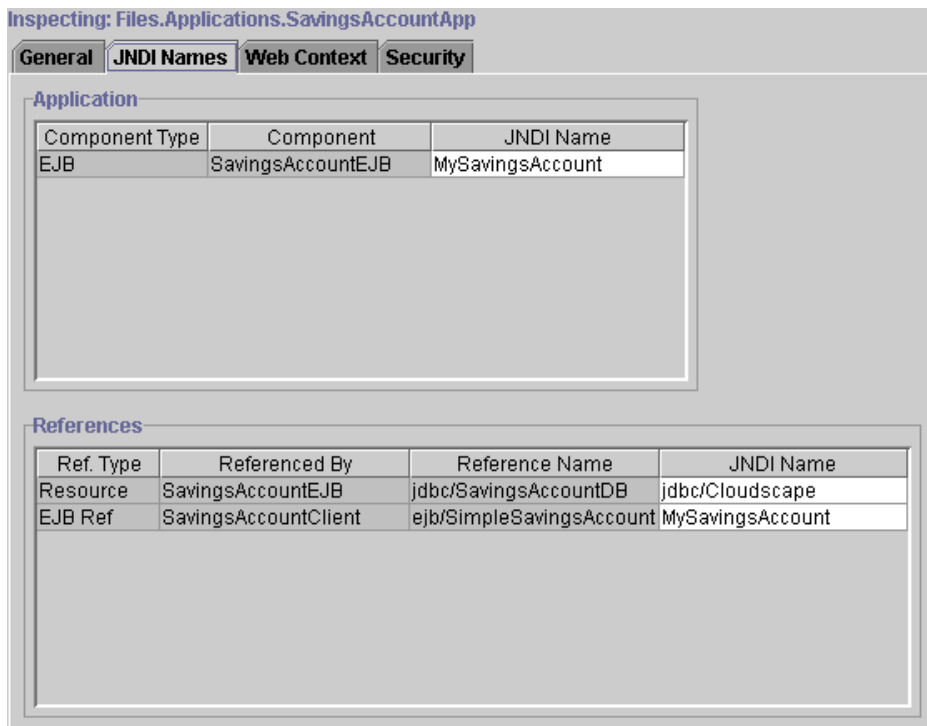 Inspecting: Files.Applications.SavingsAccountApp
General JNDI Names Web Context Security
Application
Component Type Component JNDI Name
EJB SavingsAccountEJB MySavingsAccount
References
Ref. Type Referenced By Reference Name JNDI Name
Resource SavingsAccountEJB jdbc/SavingsAccountDB jdbc/Cloudscape
EJB Ref SavingsAccountClient ejb/SimpleSavingsAccount MySavingsAccount